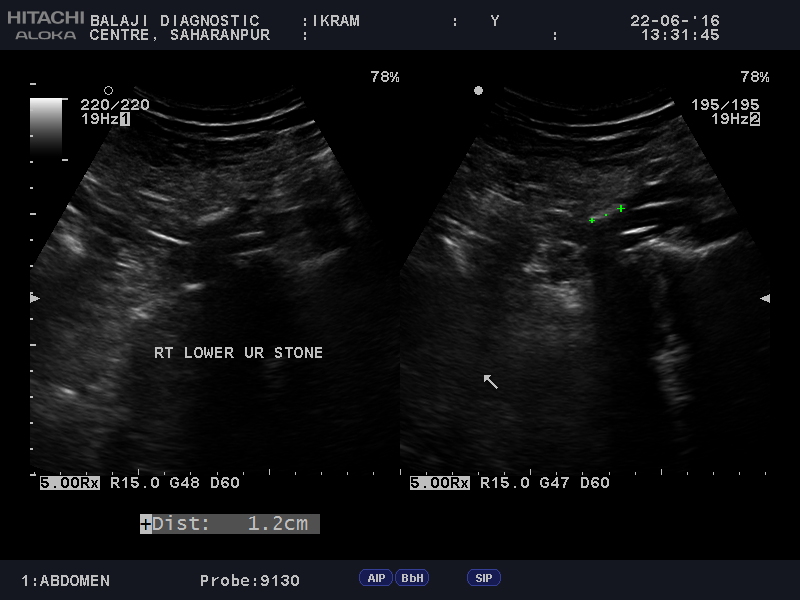 HITACHI BALAJI DIAGNOSTIC :IKRAM : Y 22-06-'16
ALOKA CENTRE, SAHARANPUR : : 13:31:45
78% 78%
220/220 195/195
19Hz1 19Hz2
RT LOWER UR STONE
5.00Rx R15.0 G48 D60 5.00Rx R15.0 G47 D60
+Dist: 1.2cm
1:ABDOMEN Probe:9130 AIP BbH SIP